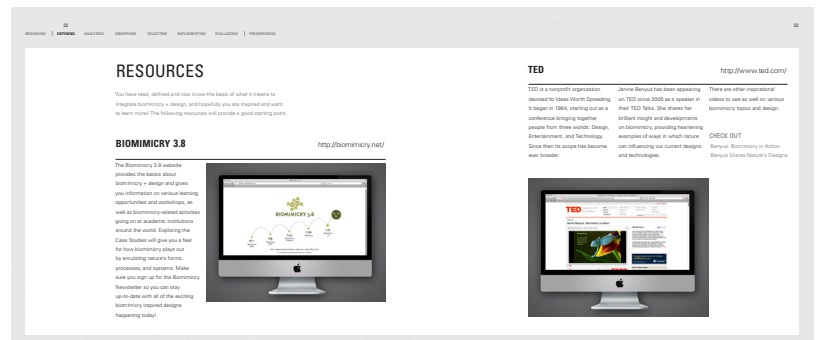 32
33
BEGINNING | DEFINING ANALYZING OBSERVING SELECTING IMPLEMENTING EVALUATING | PROGRESSING
RESOURCES
You have read, defined and now know the basic of what it means to
integrate biomimicry + design, and hopefully you are inspired and want
to learn more! The following resources will provide a good starting point.
BIOMIMICRY 3.8
http://biomimicry.net/
The Biomimicry 3.8 website
provides the basics about
biomimicry + design and gives
you information on various learning
opportunities and workshops, as
well as biomimicry-related activities
going on at academic institutions
around the world. Exploring the
Case Studies will give you a feel
for how biomimicry plays out
by emulating nature's forms,
processes, and systems. Make
sure you sign up for the Biomimicry
Newsletter so you can stay
up-to-date with all of the exciting
biomimicry inspired designs
happening today!
BIOMIMICRY 3.8
TED
http://www.ted.com/
TED is a nonprofit organization
devoted to Ideas Worth Spreading.
It began in 1984, starting out as a
conference bringing together
people from three worlds: Design,
Entertainment, and Technology.
Since then its scope has become
ever broader.
Janine Benyus has been appearing
on TED since 2005 as a speaker in
their TED Talks. She shares her
brilliant insight and developments
on biomimicry, providing heartening
examples of ways in which nature
can influencing our current designs
and technologies.
There are other inspirational
videos to see as well on various
biomimicry topics and design.
CHECK OUT
Benyus: Biomimicry in Action
Benyus Shares Nature's Designs
TED
Janine Benyus: Biomimicry in action